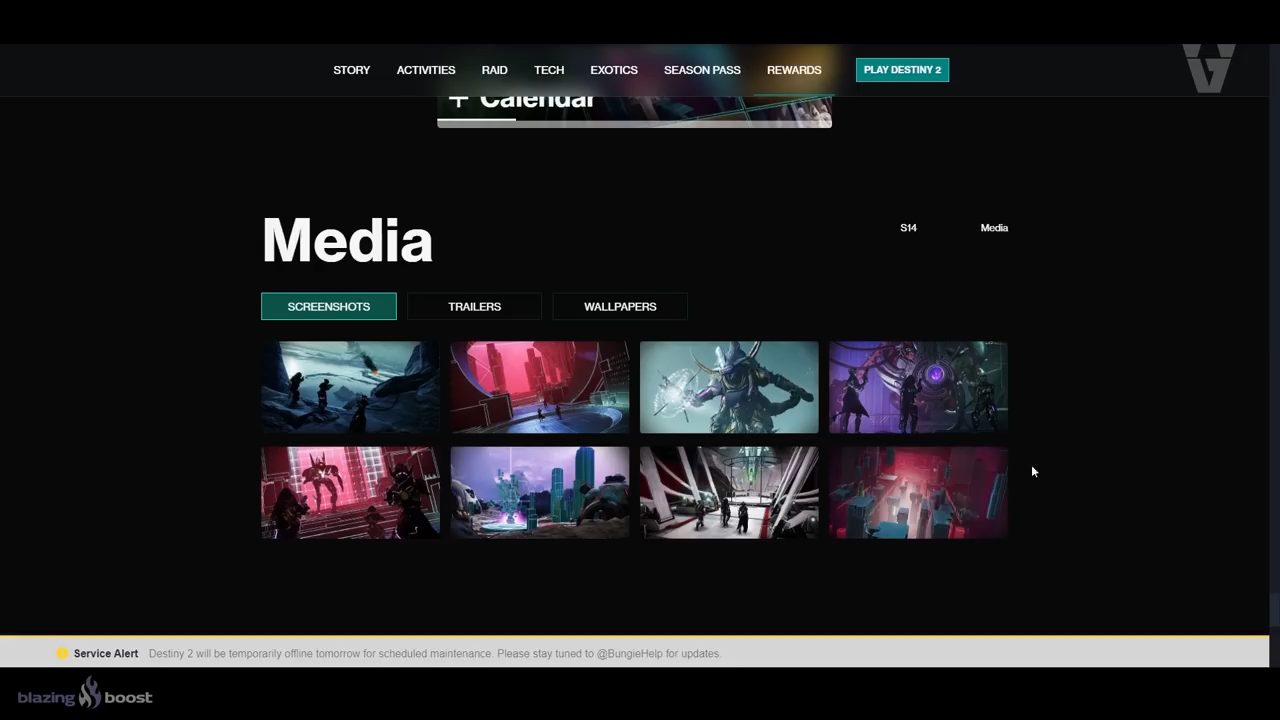 STORY ACTIVITIES RAID TECH EXOTICS SEASON PASS REWARDS PLAY DESTINY 2
+ Calendar
Media
S14 Media
SCREENSHOTS TRAILERS WALLPAPERS
Service Alert Destiny 2 will be temporarily offline tomorrow for scheduled maintenance. Please stay tuned to @BungieHelp for updates.
blazing boost